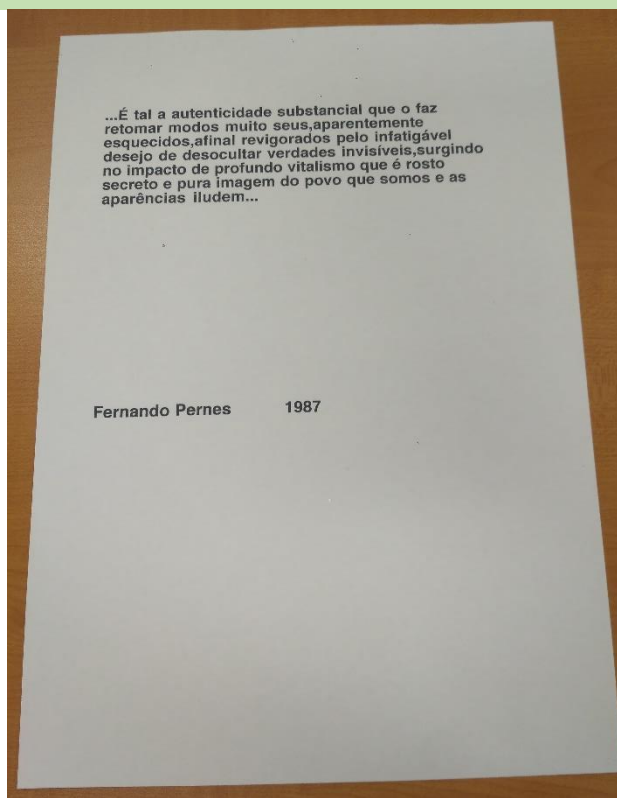 ...É tal a autenticidade substancial que o faz
retomar modos muito seus,aparentemente
esquecidos,afinal revigorados pelo infatigável
desejo de desocultar verdades invisíveis,surgindo
no impacto de profundo vitalismo que é rosto
secreto e pura imagem do povo que somos e as
aparências iludem...
Fernando Pernes 1987